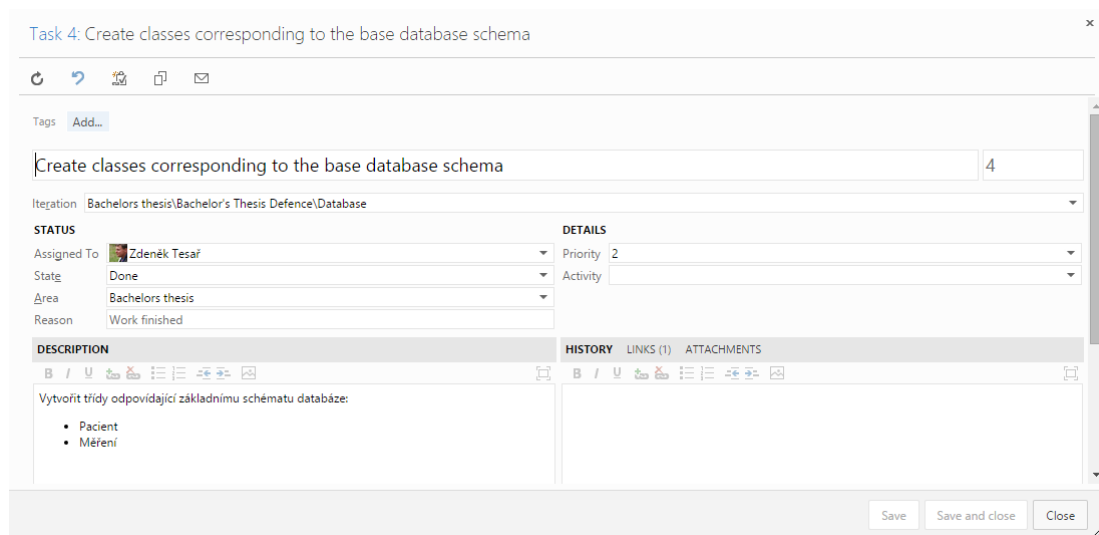 Task 4: Create classes corresponding to the base database schema
Tags Add...
Create classes corresponding to the base database schema 4
Iteration Bachelors thesis\Bachelor's Thesis Defence\Database
STATUS DETAILS
Assigned To Zdeněk Tesař Priority 2
State Done Activity
Area Bachelors thesis
Reason Work finished
DESCRIPTION HISTORY LINKS (1) ATTACHMENTS
B I U B I U
Vytvořit třídy odpovídající základnímu schématu databáze:
• Pacient
• Měření
Save Save and close Close